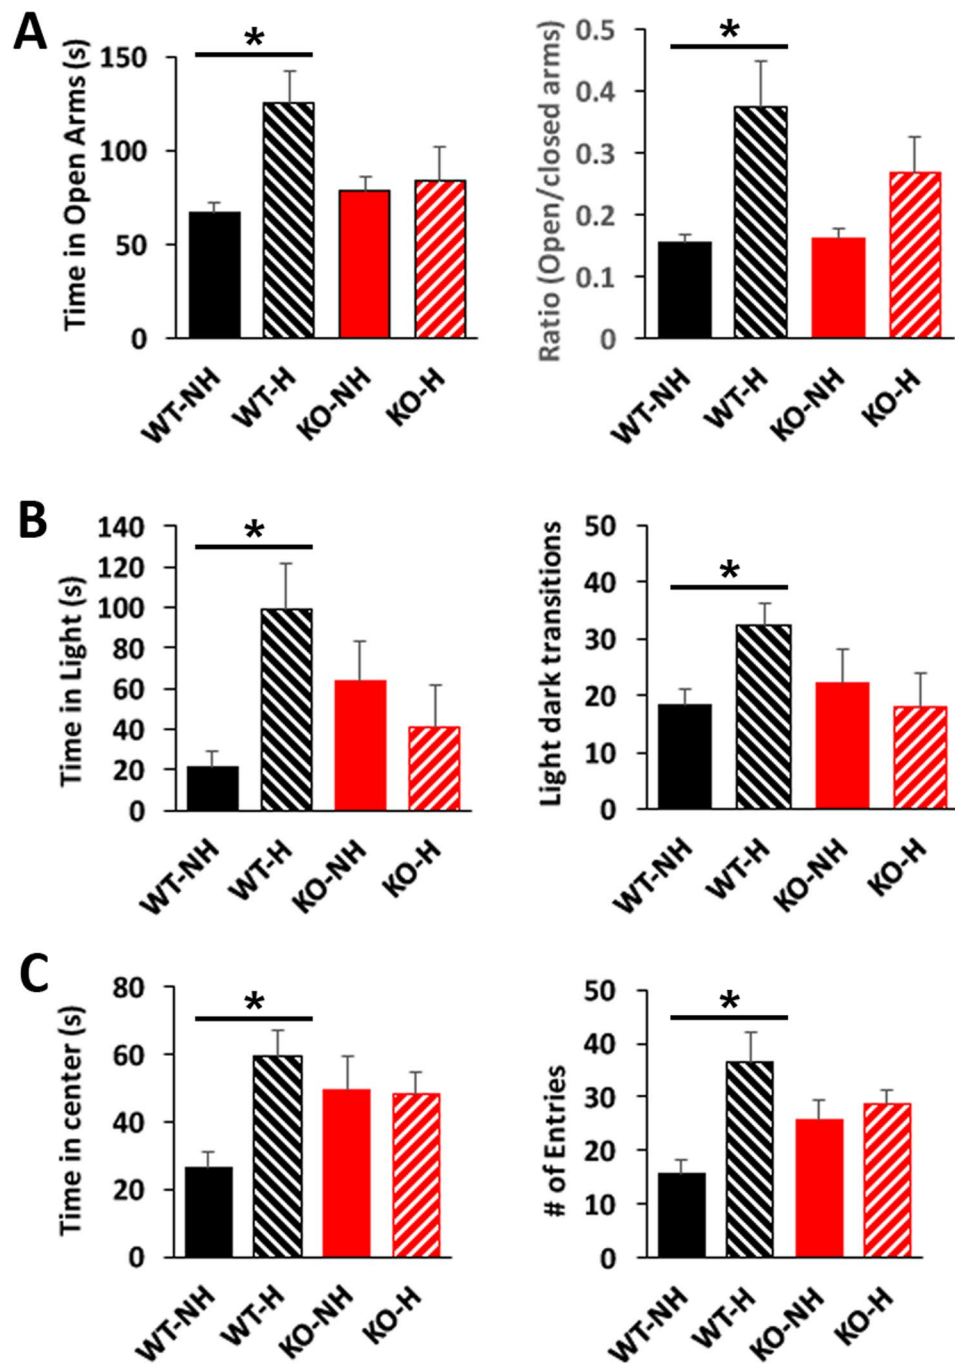 A
Time in Open Arms (s)
150
100
50
0
*
WT-NH
WT-H
KO-NH
KO-H
Ratio (Open/closed arms)
0.5
0.4
0.3
0.2
0.1
0
*
WT-NH
WT-H
KO-NH
KO-H
B
Time in Light (s)
140
120
100
80
60
40
20
0
*
WT-NH
WT-H
KO-NH
KO-H
Light dark transitions
50
40
30
20
10
0
*
WT-NH
WT-H
KO-NH
KO-H
C
Time in center (s)
80
60
40
20
0
*
WT-NH
WT-H
KO-NH
KO-H
# of Entries
50
40
30
20
10
0
*
WT-NH
WT-H
KO-NH
KO-H